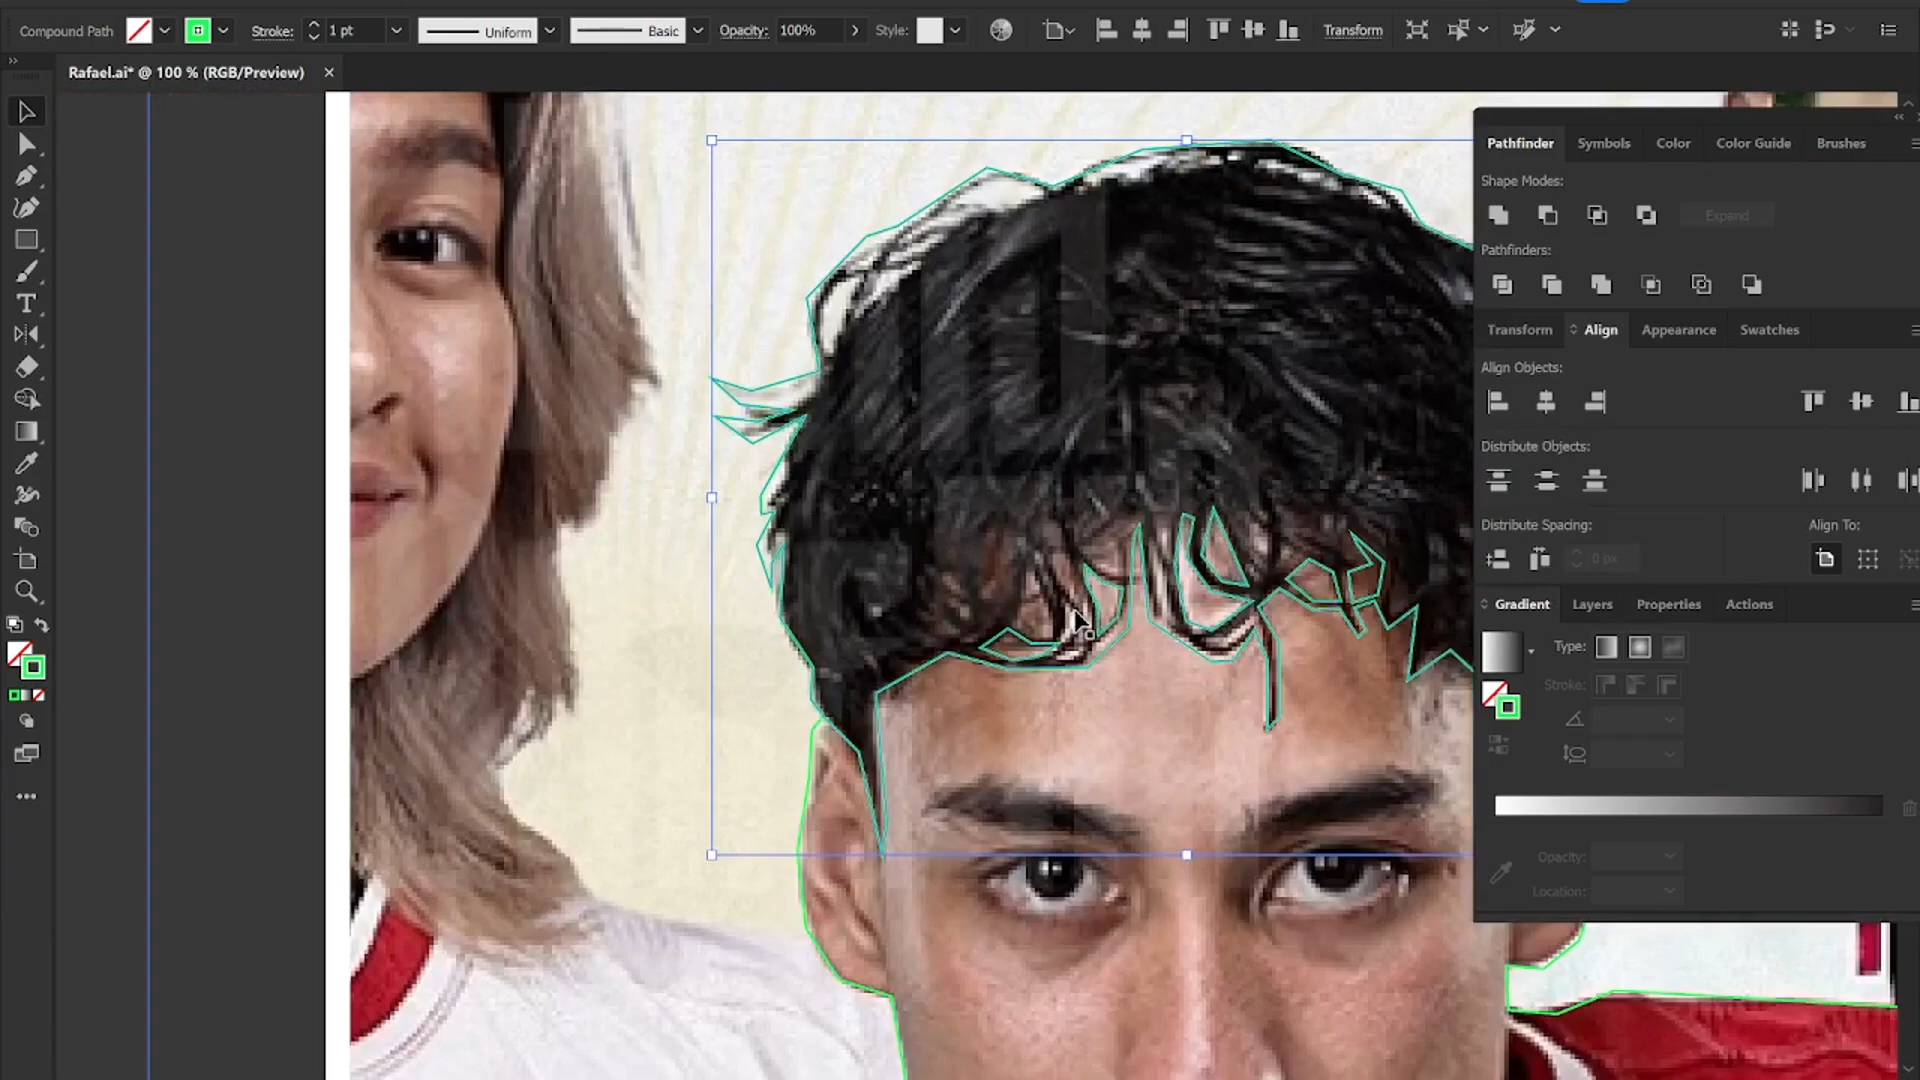 Compound Path
Stroke:
1 pt
Uniform
Basic
Opacity:
100%
Style:
Transform
Rafael.ai* @ 100 % (RGB/Preview)
Pathfinder
Symbols
Color
Color Guide
Brushes
Shape Modes:
Expand
Pathfinders:
Transform
Align
Appearance
Swatches
Align Objects:
Distribute Objects:
Distribute Spacing:
Align To:
0 px
Gradient
Layers
Properties
Actions
Type:
Stroke:
Opacity:
Location: